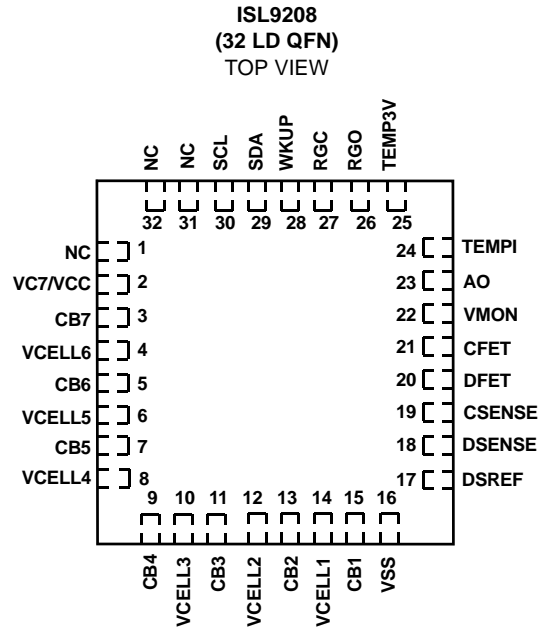 ISL9208
(32 LD QFN)
TOP VIEW
NC NC SCL SDA WKUP RGC RGO TEMP3V
32 31 30 29 28 27 26 25
NC 1 24 TEMPI
VC7/VCC 2 23 AO
CB7 3 22 VMON
VCELL6 4 21 CFET
CB6 5 20 DFET
VCELL5 6 19 CSENSE
CB5 7 18 DSENSE
VCELL4 8 17 DSREF
9 10 11 12 13 14 15 16
CB4 VCELL3 CB3 VCELL2 CB2 VCELL1 CB1 VSS